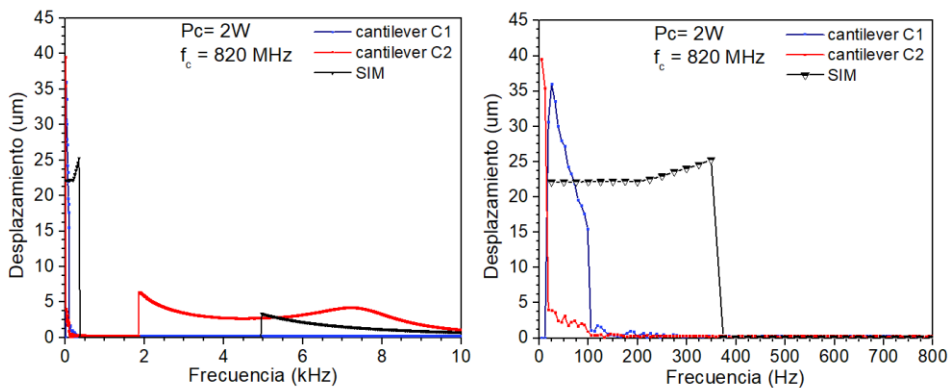 Pc= 2W
f_c = 820 MHz
cantilever C1
cantilever C2
SIM
Desplazamiento (um)
45
40
35
30
25
20
15
10
5
0
0 2 4 6 8 10
Frecuencia (kHz)
Pc= 2W
f_c = 820 MHz
cantilever C1
cantilever C2
SIM
Desplazamiento (um)
45
40
35
30
25
20
15
10
5
0
0 100 200 300 400 500 600 700 800
Frecuencia (Hz)